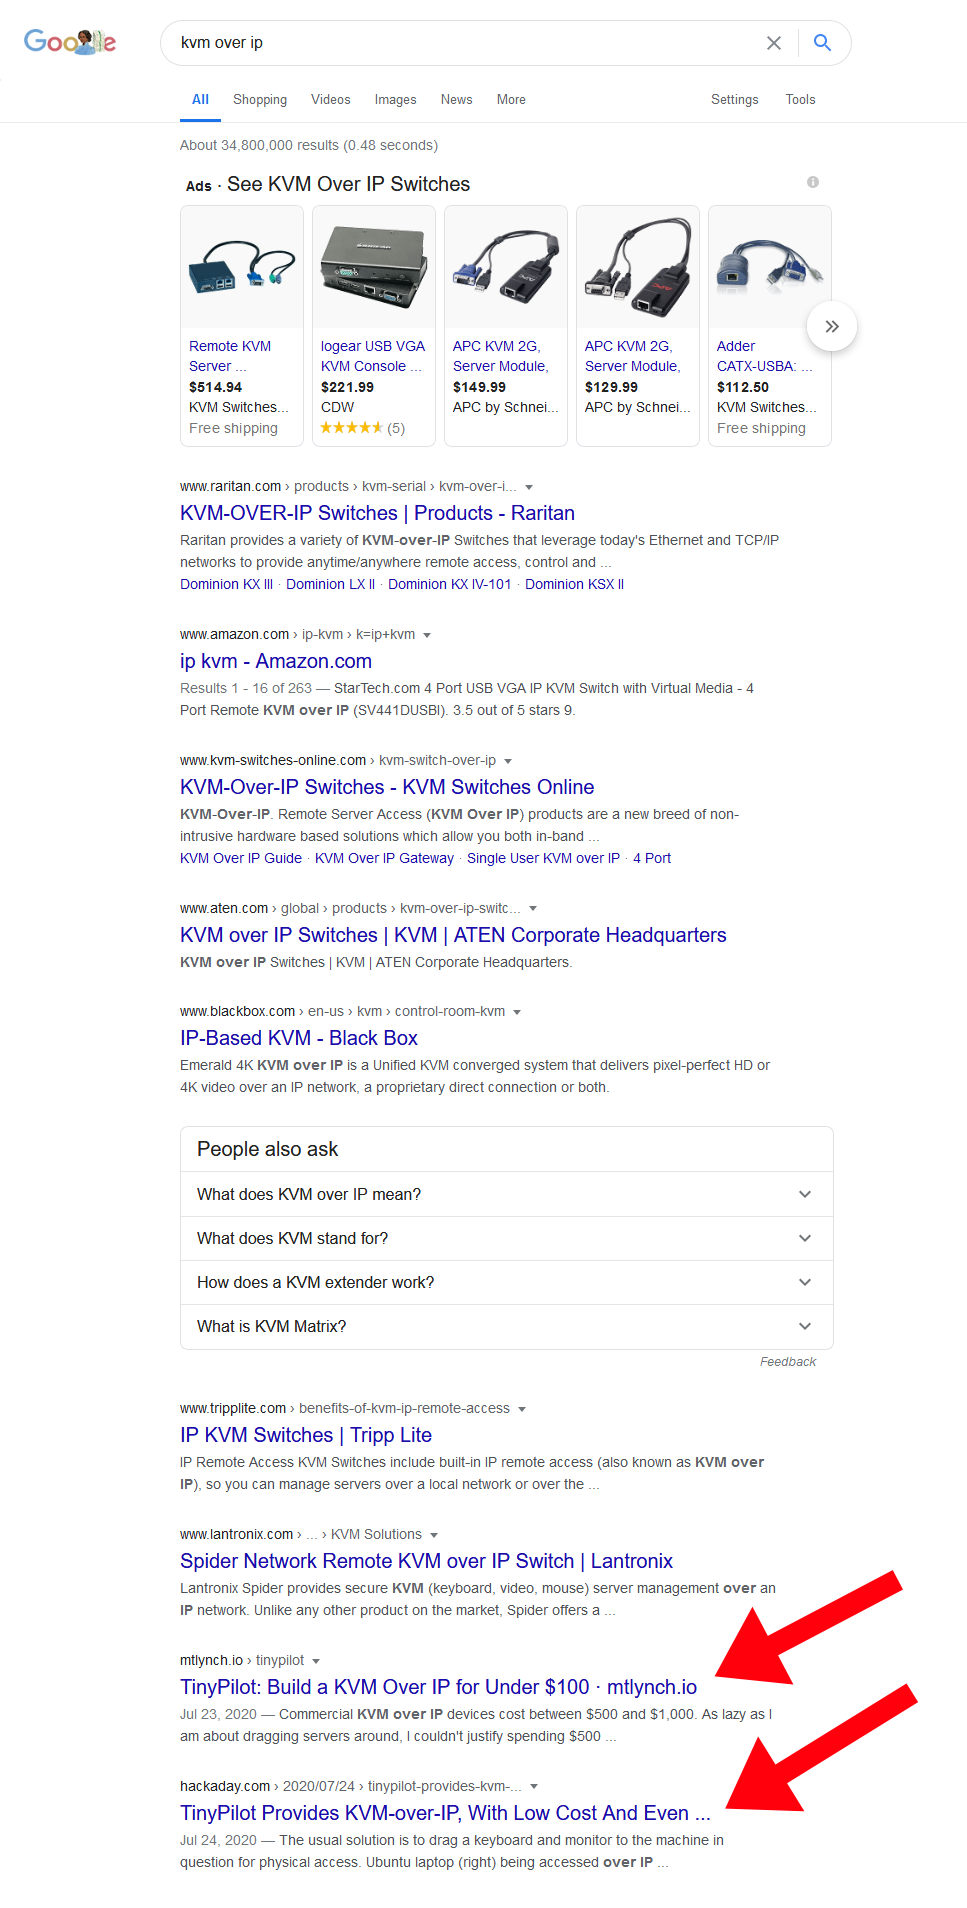 Google
kvm over ip
All Shopping Videos Images News More Settings Tools
About 34,800,000 results (0.48 seconds)
Ads · See KVM Over IP Switches
Remote KVM
Server ...
$514.94
KVM Switches...
Free shipping
Iogear USB VGA
KVM Console ...
$221.99
CDW
(5)
APC KVM 2G,
Server Module,
$149.99
APC by Schnei...
APC KVM 2G,
Server Module,
$129.99
APC by Schnei...
Adder
CATX-USBA: ...
$112.50
KVM Switches...
Free shipping
www.raritan.com › products › kvm-serial › kvm-over-i...
KVM-OVER-IP Switches | Products - Raritan
Raritan provides a variety of KVM-over-IP Switches that leverage today's Ethernet and TCP/IP
networks to provide anytime/anywhere remote access, control and ...
Dominion KX III · Dominion LX II · Dominion KX IV-101 · Dominion KSX II
www.amazon.com › ip-kvm › k=ip+kvm
ip kvm - Amazon.com
Results 1 - 16 of 263 — StarTech.com 4 Port USB VGA IP KVM Switch with Virtual Media - 4
Port Remote KVM over IP (SV441DUSBI). 3.5 out of 5 stars 9.
www.kvm-switches-online.com › kvm-switch-over-ip
KVM-Over-IP Switches - KVM Switches Online
KVM-Over-IP. Remote Server Access (KVM Over IP) products are a new breed of non-
intrusive hardware based solutions which allow you both in-band ...
KVM Over IP Guide · KVM Over IP Gateway · Single User KVM over IP · 4 Port
www.aten.com › global › products › kvm-over-ip-switc...
KVM over IP Switches | KVM | ATEN Corporate Headquarters
KVM over IP Switches | KVM | ATEN Corporate Headquarters.
www.blackbox.com › en-us › kvm › control-room-kvm
IP-Based KVM - Black Box
Emerald 4K KVM over IP is a Unified KVM converged system that delivers pixel-perfect HD or
4K video over an IP network, a proprietary direct connection or both.
People also ask
What does KVM over IP mean?
What does KVM stand for?
How does a KVM extender work?
What is KVM Matrix?
Feedback
www.tripplite.com › benefits-of-kvm-ip-remote-access
IP KVM Switches | Tripp Lite
IP Remote Access KVM Switches include built-in IP remote access (also known as KVM over
IP), so you can manage servers over a local network or over the ...
www.lantronix.com › ... › KVM Solutions
Spider Network Remote KVM over IP Switch | Lantronix
Lantronix Spider provides secure KVM (keyboard, video, mouse) server management over an
IP network. Unlike any other product on the market, Spider offers a ...
mtlynch.io › tinypilot
TinyPilot: Build a KVM Over IP for Under $100 · mtlynch.io
Jul 23, 2020 — Commercial KVM over IP devices cost between $500 and $1,000. As lazy as I
am about dragging servers around, I couldn't justify spending $500 ...
hackaday.com › 2020/07/24 › tinypilot-provides-kvm-...
TinyPilot Provides KVM-over-IP, With Low Cost And Even ...
Jul 24, 2020 — The usual solution is to drag a keyboard and monitor to the machine in
question for physical access. Ubuntu laptop (right) being accessed over IP ...